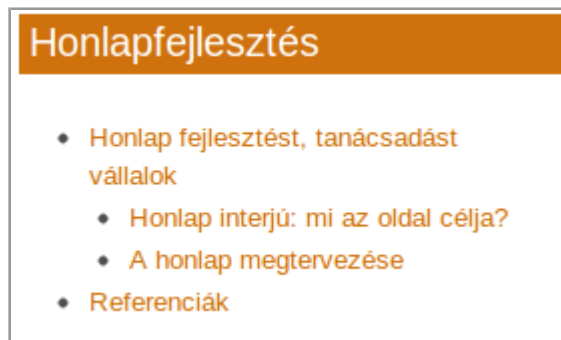 Honlapfejlesztés
Honlap fejlesztést, tanácsadást
vállalok
Honlap interjú: mi az oldal célja?
A honlap megtervezése
Referenciák